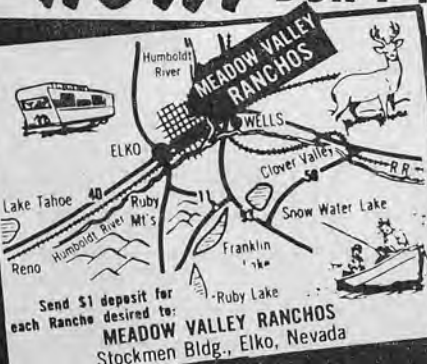 Humboldt
River
MEADOW VALLEY
RANCHOS
WELLS
ELKO
Clover Valley
R.R.
Lake Tahoe
40
Ruby
Mt's
11
50
Snow Water Lake
Humboldt River
Reno
Franklin
Ruby Lake
Send $1 deposit for
each Rancho desired to:
MEADOW VALLEY RANCHOS
Stockmen Bldg., Elko, Nevada